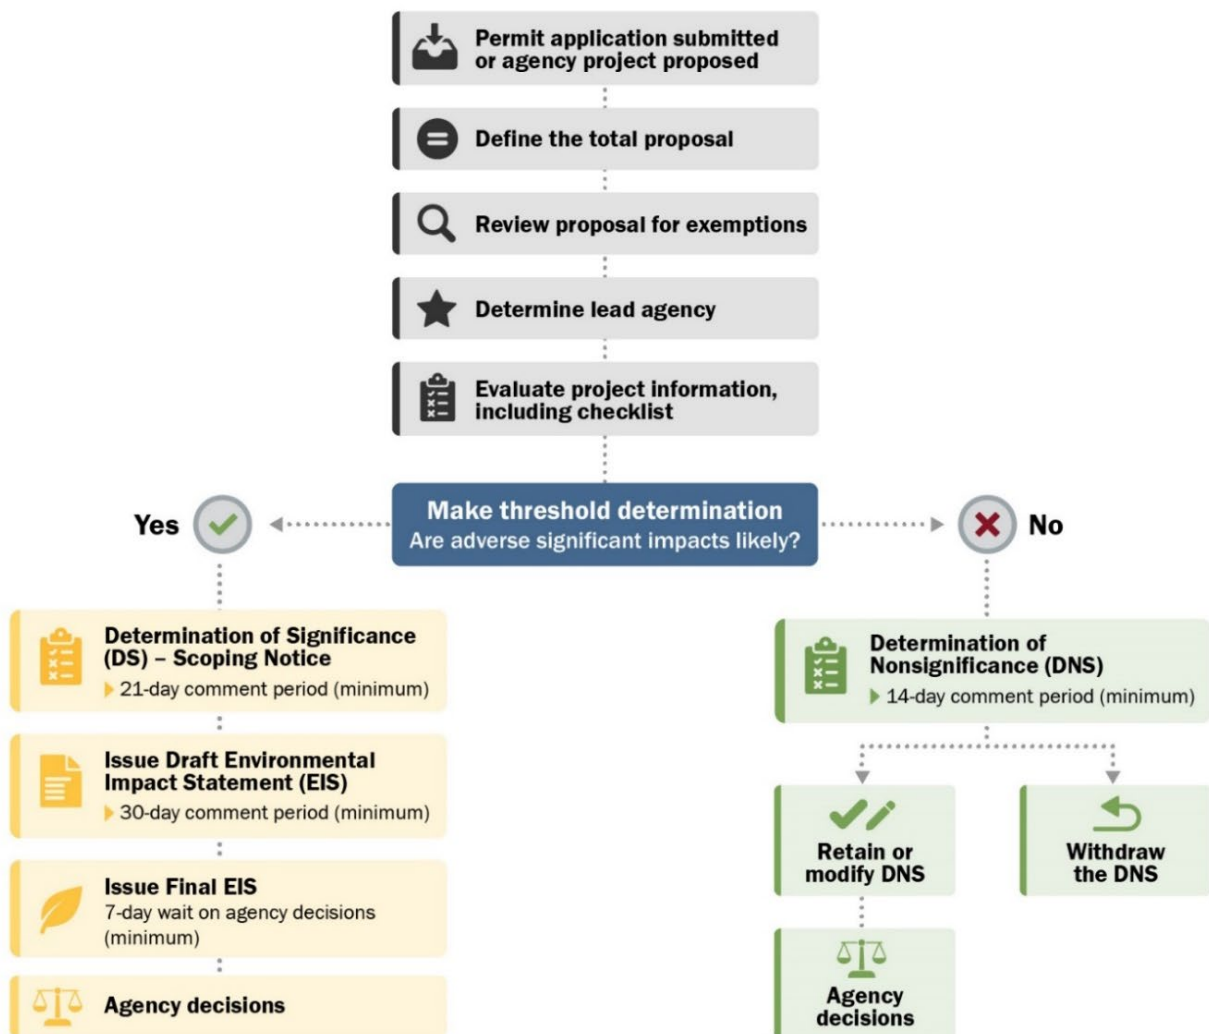 Permit application submitted
or agency project proposed
Define the total proposal
Review proposal for exemptions
Determine lead agency
Evaluate project information,
including checklist
Make threshold determination
Are adverse significant impacts likely?
Yes
No
Determination of Significance
(DS) – Scoping Notice
21-day comment period (minimum)
Issue Draft Environmental
Impact Statement (EIS)
30-day comment period (minimum)
Issue Final EIS
7-day wait on agency decisions
(minimum)
Agency decisions
Determination of
Nonsignificance (DNS)
14-day comment period (minimum)
Retain or
modify DNS
Withdraw
the DNS
Agency
decisions